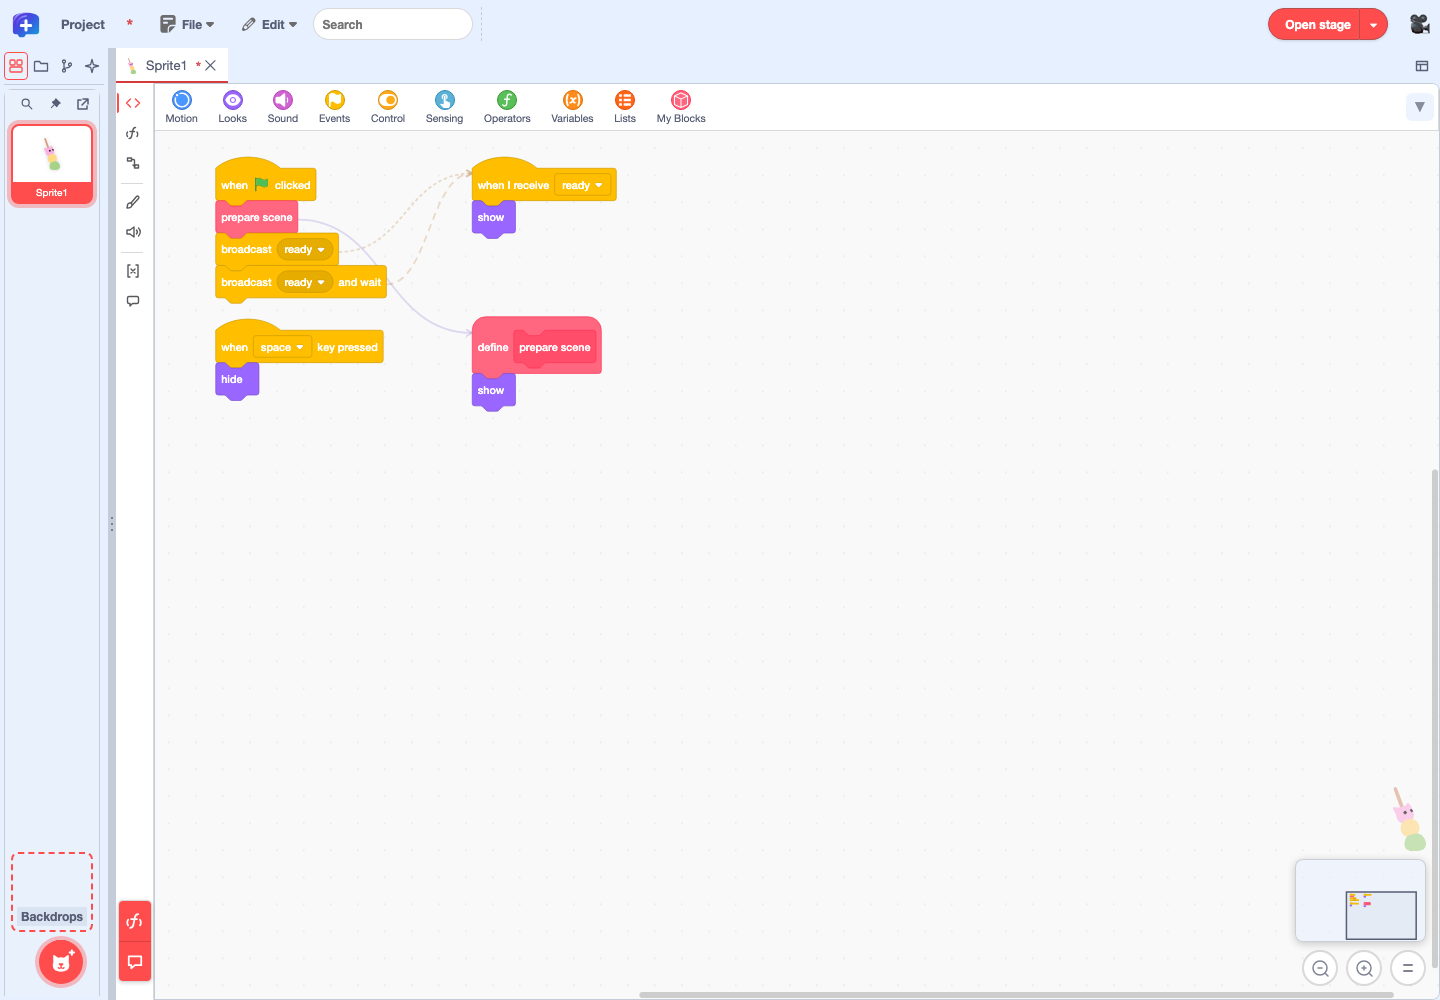 Project
*
File
Edit
Search
Open stage
Sprite1 *
Motion
Looks
Sound
Events
Control
Sensing
Operators
Variables
Lists
My Blocks
Sprite1
when clicked
prepare scene
broadcast ready
broadcast ready and wait
when I receive ready
show
when space key pressed
hide
define prepare scene
show
Backdrops